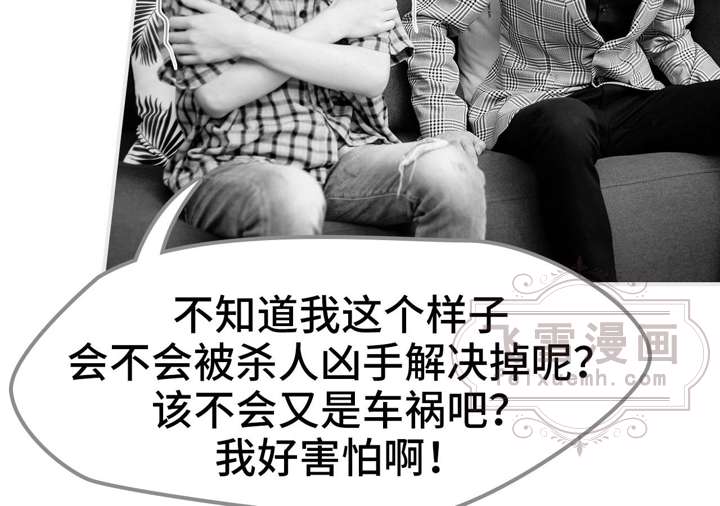 不知道我这个样子
会不会被杀人凶手解决掉呢？
该不会又是车祸吧？
我好害怕啊！
飞雪漫画
feixuemh.com